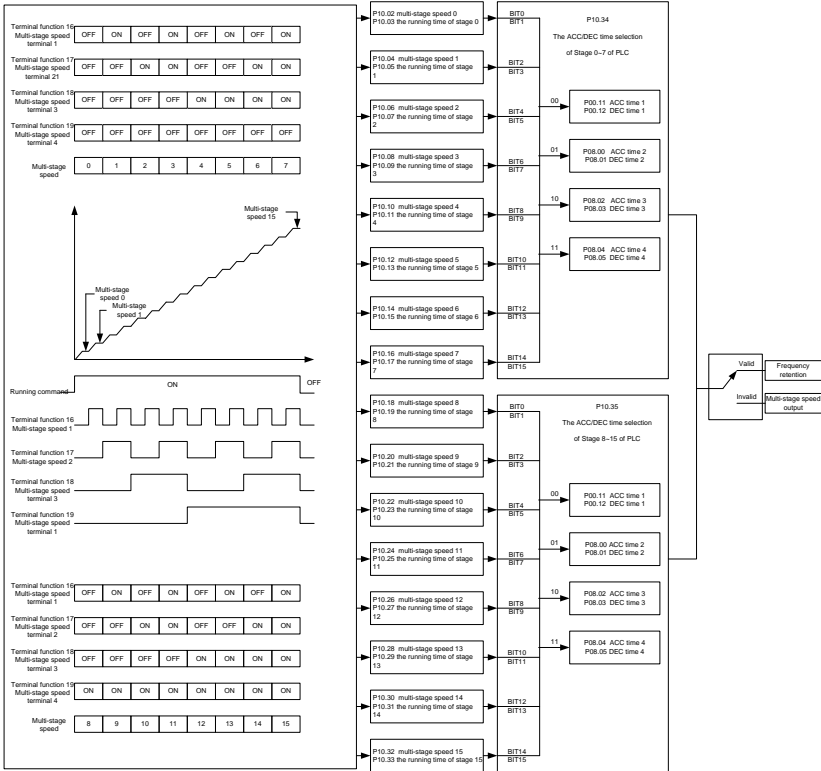 Terminal function 16
Multi-stage speed
terminal 1
OFF ON OFF ON OFF ON OFF ON
Terminal function 17
Multi-stage speed
terminal 21
OFF OFF ON ON OFF OFF ON ON
Terminal function 18
Multi-stage speed
terminal 3
OFF OFF OFF OFF ON ON ON ON
Terminal function 19
Multi-stage speed
terminal 4
OFF OFF OFF OFF OFF OFF OFF OFF
Multi-stage
speed
0 1 2 3 4 5 6 7
Multi-stage
speed 15
Multi-stage
speed 0
Multi-stage
speed 1
Running command
ON
OFF
Terminal function 16
Multi-stage speed 1
Terminal function 17
Multi-stage speed 2
Terminal function 18
Multi-stage speed
terminal 3
Terminal function 19
Multi-stage speed
terminal 1
Terminal function 16
Multi-stage speed
terminal 1
OFF ON OFF ON OFF ON OFF ON
Terminal function 17
Multi-stage speed
terminal 2
OFF OFF ON ON OFF OFF ON ON
Terminal function 18
Multi-stage speed
terminal 3
OFF OFF OFF OFF ON ON ON ON
Terminal function 19
Multi-stage speed
terminal 4
ON ON ON ON ON ON ON ON
Multi-stage
speed
8 9 10 11 12 13 14 15
P10.02 multi-stage speed 0
P10.03 the running time of stage 0
P10.04 multi-stage speed 1
P10.05 the running time of stage
1
P10.06 multi-stage speed 2
P10.07 the running time of stage
2
P10.08 multi-stage speed 3
P10.09 the running time of stage
3
P10.10 multi-stage speed 4
P10.11 the running time of stage
4
P10.12 multi-stage speed 5
P10.13 the running time of stage 5
P10.14 multi-stage speed 6
P10.15 the running time of stage 6
P10.16 multi-stage speed 7
P10.17 the running time of stage
7
P10.18 multi-stage speed 8
P10.19 the running time of stage
8
P10.20 multi-stage speed 9
P10.21 the running time of stage 9
P10.22 multi-stage speed 10
P10.23 the running time of stage
10
P10.24 multi-stage speed 11
P10.25 the running time of stage
11
P10.26 multi-stage speed 12
P10.27 the running time of stage
12
P10.28 multi-stage speed 13
P10.29 the running time of stage
13
P10.30 multi-stage speed 14
P10.31 the running time of stage
14
P10.32 multi-stage speed 15
P10.33 the running time of stage 15
BIT0
BIT1
BIT2
BIT3
BIT4
BIT5
BIT6
BIT7
BIT8
BIT9
BIT10
BIT11
BIT12
BIT13
BIT14
BIT15
P10.34
The ACC/DEC time selection
of Stage 0~7 of PLC
00
P00.11 ACC time 1
P00.12 DEC time 1
01
P08.00 ACC time 2
P08.01 DEC time 2
10
P08.02 ACC time 3
P08.03 DEC time 3
11
P08.04 ACC time 4
P08.05 DEC time 4
BIT0
BIT1
BIT2
BIT3
BIT4
BIT5
BIT6
BIT7
BIT8
BIT9
BIT10
BIT11
BIT12
BIT13
BIT14
BIT15
P10.35
The ACC/DEC time selection
of Stage 8~15 of PLC
00
P00.11 ACC time 1
P00.12 DEC time 1
01
P08.00 ACC time 2
P08.01 DEC time 2
10
P08.02 ACC time 3
P08.03 DEC time 3
11
P08.04 ACC time 4
P08.05 DEC time 4
Valid
Frequency
retention
Invalid
Multi-stage speed
output